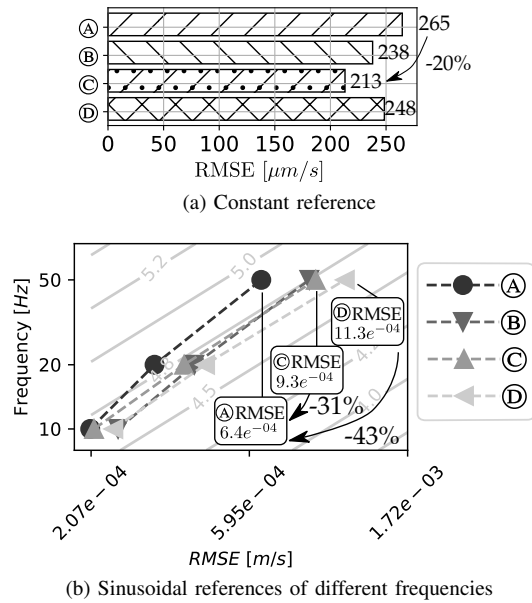 Ⓐ 265
Ⓑ 238
-20%
Ⓒ 213
Ⓓ 248
0 50 100 150 200 250
RMSE [μm/s]
(a) Constant reference
Frequency [Hz]
50
20
10
5.2
5.0
4.5
4.0
ⒹRMSE
11.3e−04
ⒸRMSE
9.3e−04
-31%
ⒶRMSE
6.4e−04
-43%
Ⓐ
Ⓑ
Ⓒ
Ⓓ
2.07e−04 5.95e−04 1.72e−03
RMSE [m/s]
(b) Sinusoidal references of different frequencies